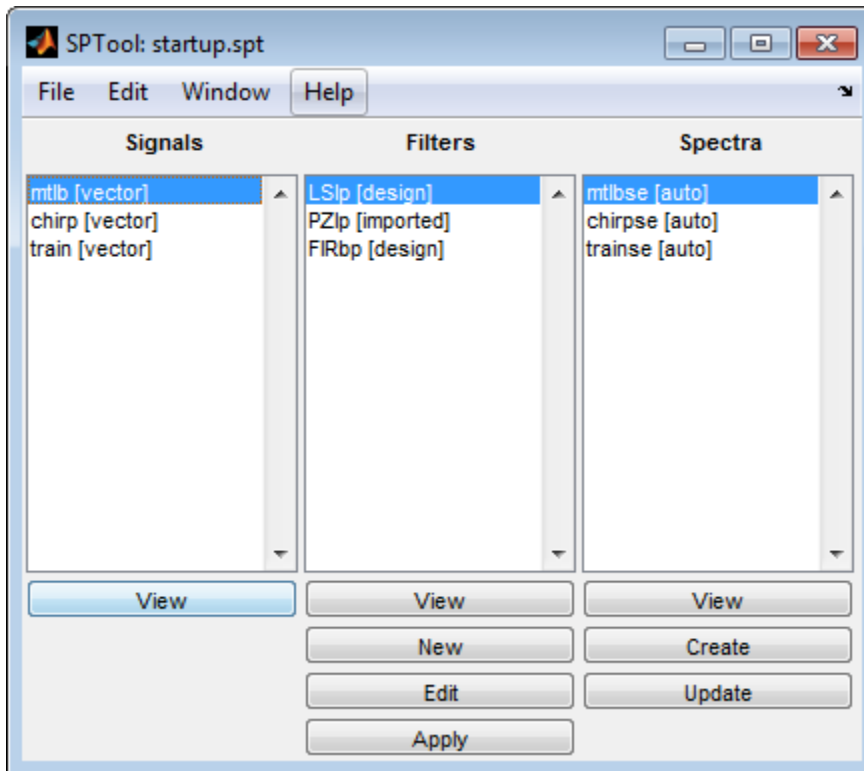 SPTool: startup.spt
File Edit Window Help
Signals Filters Spectra
mtlb [vector] LSlp [design] mtlbse [auto]
chirp [vector] PZlp [imported] chirpse [auto]
train [vector] FIRbp [design] trainse [auto]
View View View
New Create
Edit Update
Apply